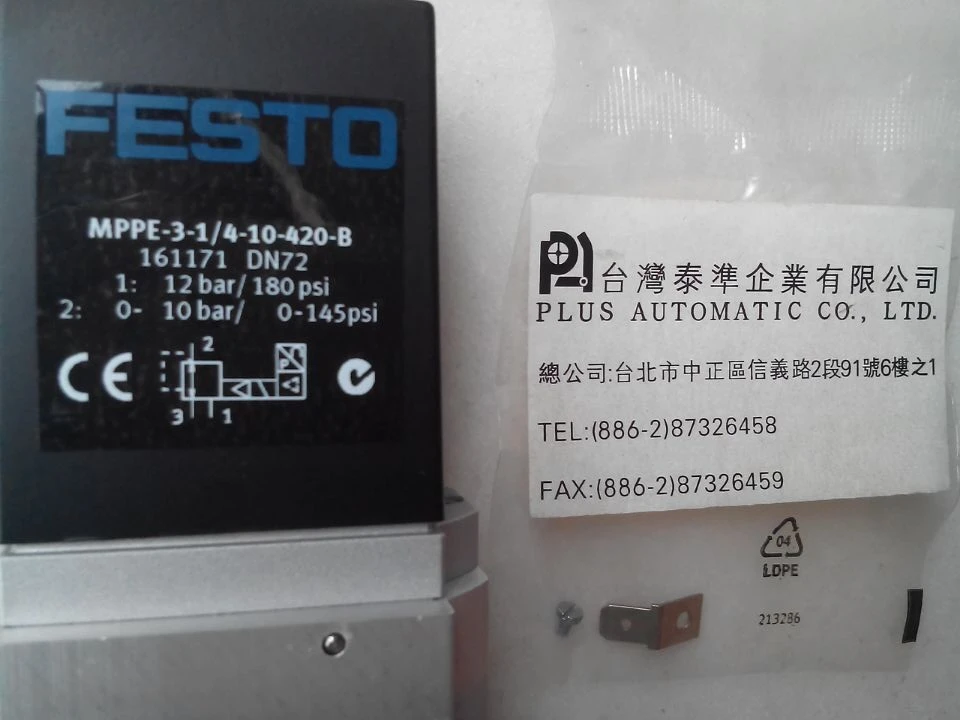 FESTO
MPPE-3-1/4-10-420-B
161171 DN72
1: 12 bar/ 180 psi
2: 0- 10 bar/ 0-145psi
CE
2
3 1
台灣泰準企業有限公司
PLUS AUTOMATIC CO., LTD.
總公司:台北市中正區信義路2段91號6樓之1
TEL:(886-2)87326458
FAX:(886-2)87326459
04
LDPE
213286